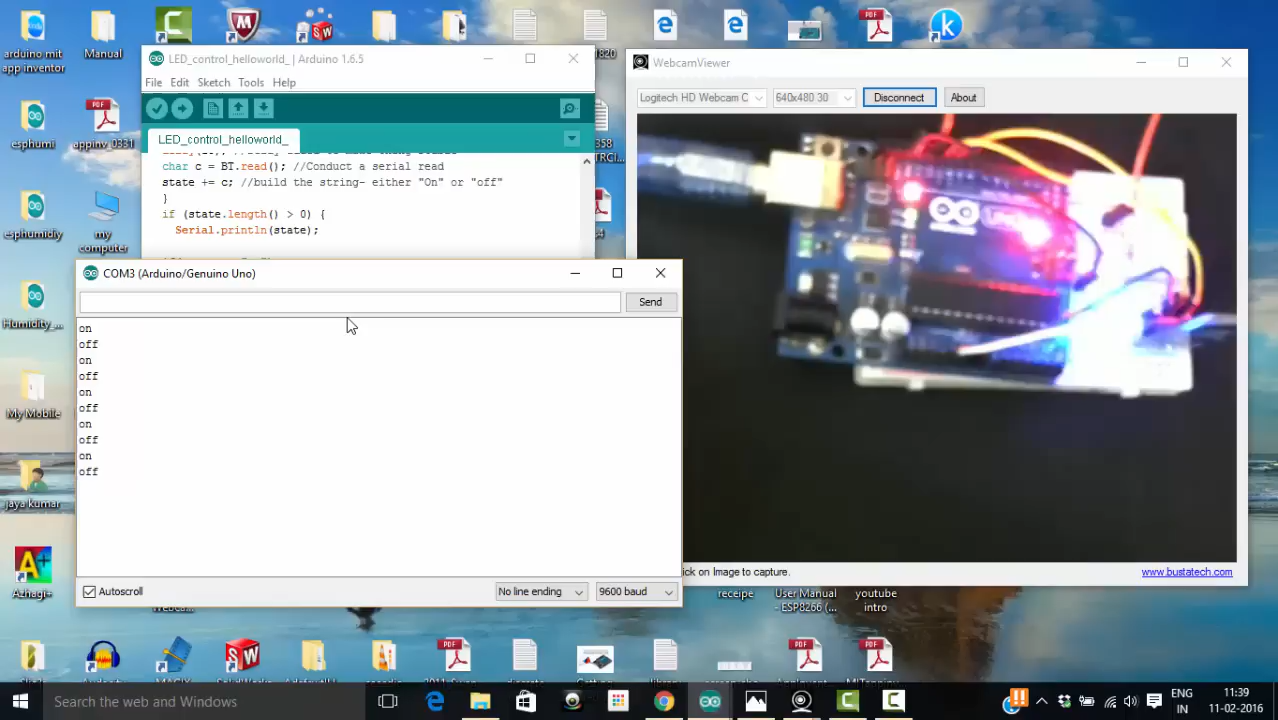 arduino mit
app inventor
Manual
esphumi
appinv_0331
esphumidiy
my
computer
Humidity_...
My Mobile
jaya kumar
Azhagi+
LED_control_helloworld_ | Arduino 1.6.5
File Edit Sketch Tools Help
LED_control_helloworld_
char c = BT.read(); //Conduct a serial read
state += c; //build the string- either "On" or "off"
}
if (state.length() > 0) {
Serial.println(state);
COM3 (Arduino/Genuino Uno)
Send
on
off
on
off
on
off
on
off
on
off
Autoscroll
No line ending
9600 baud
WebcamViewer
Logitech HD Webcam C
640x480 30
Disconnect
About
ck on Image to capture.
www.bustatech.com
receipe
User Manual
- ESP8266 (...
youtube
intro
Search the web and Windows
ENG
IN
11:39
11-02-2016